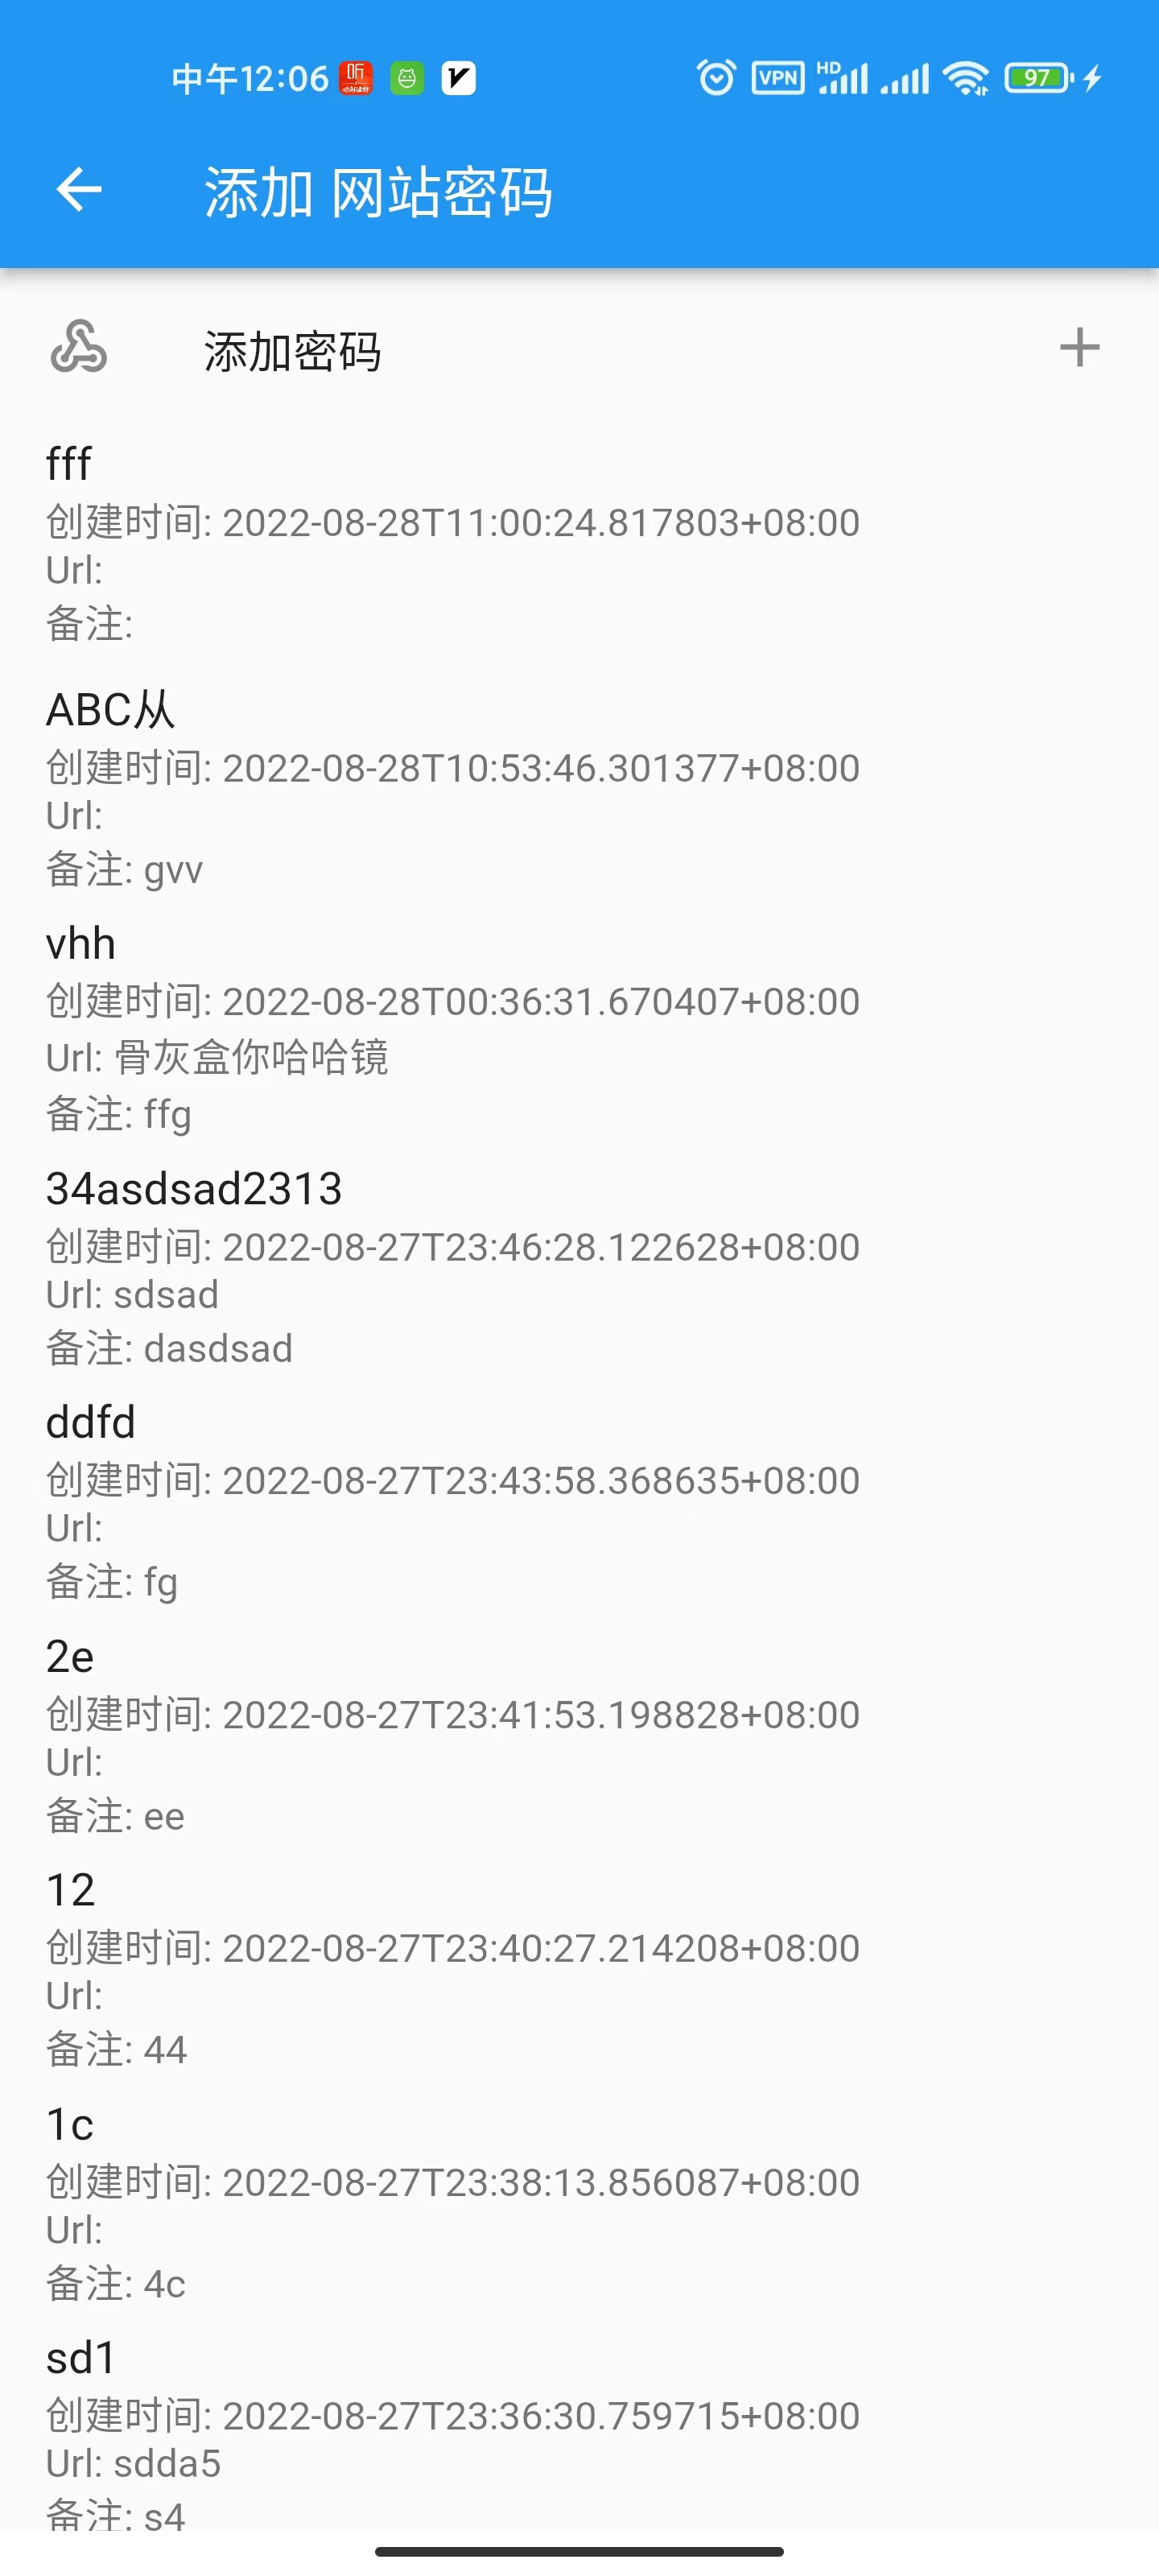 中午12:06
VPN
HD
97
添加 网站密码
添加密码
fff
创建时间: 2022-08-28T11:00:24.817803+08:00
Url:
备注:
ABC从
创建时间: 2022-08-28T10:53:46.301377+08:00
Url:
备注: gvv
vhh
创建时间: 2022-08-28T00:36:31.670407+08:00
Url: 骨灰盒你哈哈镜
备注: ffg
34asdsad2313
创建时间: 2022-08-27T23:46:28.122628+08:00
Url: sdsad
备注: dasdsad
ddfd
创建时间: 2022-08-27T23:43:58.368635+08:00
Url:
备注: fg
2e
创建时间: 2022-08-27T23:41:53.198828+08:00
Url:
备注: ee
12
创建时间: 2022-08-27T23:40:27.214208+08:00
Url:
备注: 44
1c
创建时间: 2022-08-27T23:38:13.856087+08:00
Url:
备注: 4c
sd1
创建时间: 2022-08-27T23:36:30.759715+08:00
Url: sdda5
备注: s4